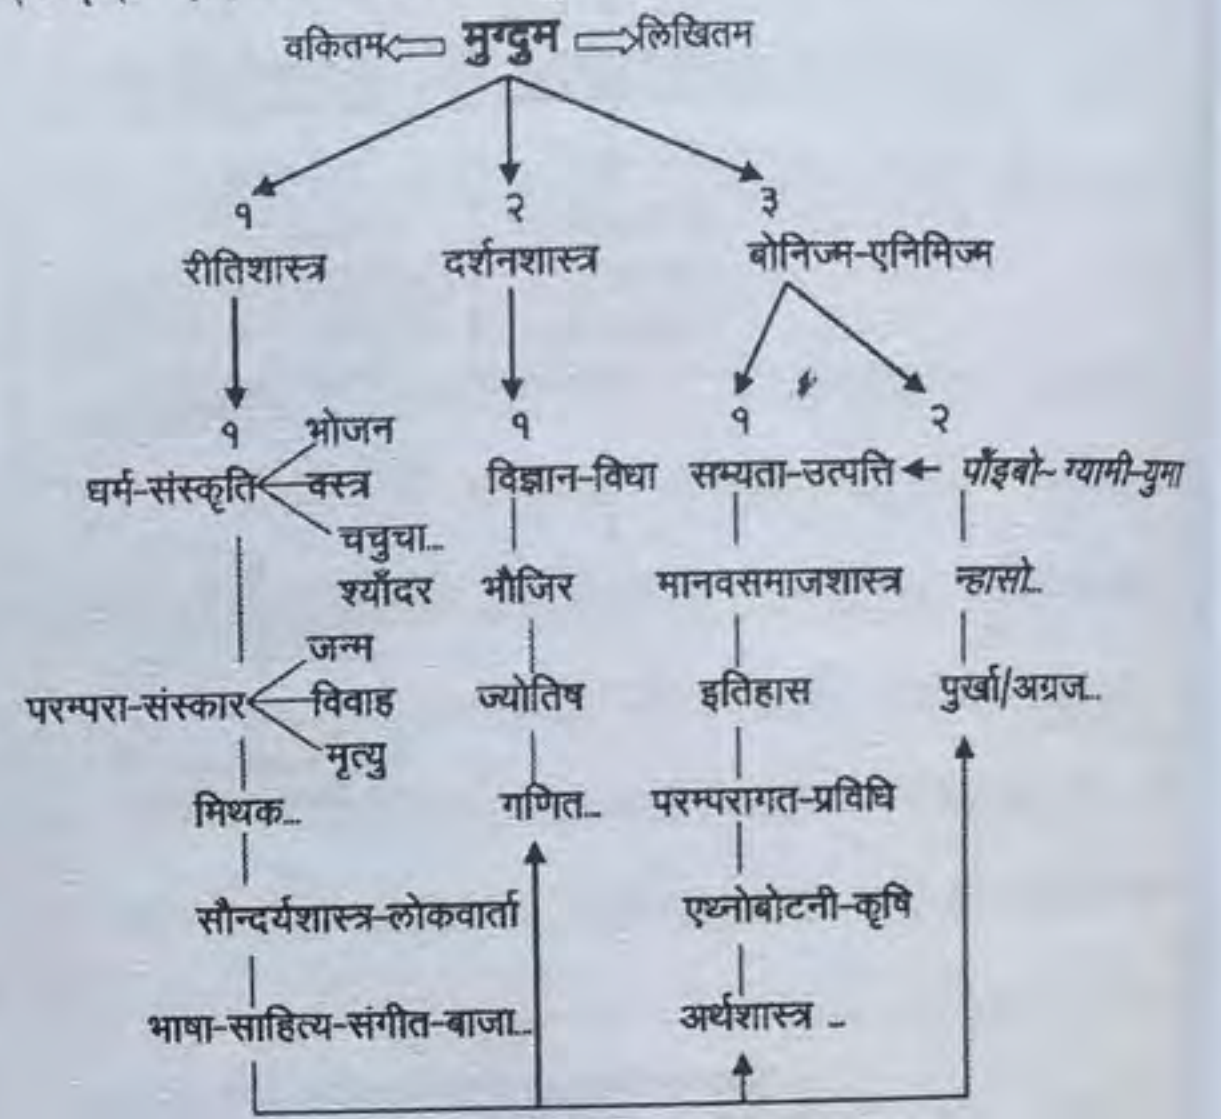 वकितम मुग्दुम लिखितम
१ २ ३
रीतिशास्त्र दर्शनशास्त्र बोनिज्म-एनिमिज्म
१ भोजन १ १ २
धर्म-संस्कृति वस्त्र विज्ञान-विधा सम्यता-उत्पत्ति पाँइबो-ग्यामी-युमा
चचुचा...
श्याँदर भौजिर मानवसमाजशास्त्र न्हासो...
जन्म
परम्परा-संस्कार विवाह ज्योतिष इतिहास पुर्खा/अग्रज...
मृत्यु
मिथक... गणित... परम्परागत-प्रविधि
सौन्दर्यशास्त्र-लोकवार्ता एथ्नोबोटनी-कृषि
भाषा-साहित्य-संगीत-बाजा... अर्थशास्त्र ...